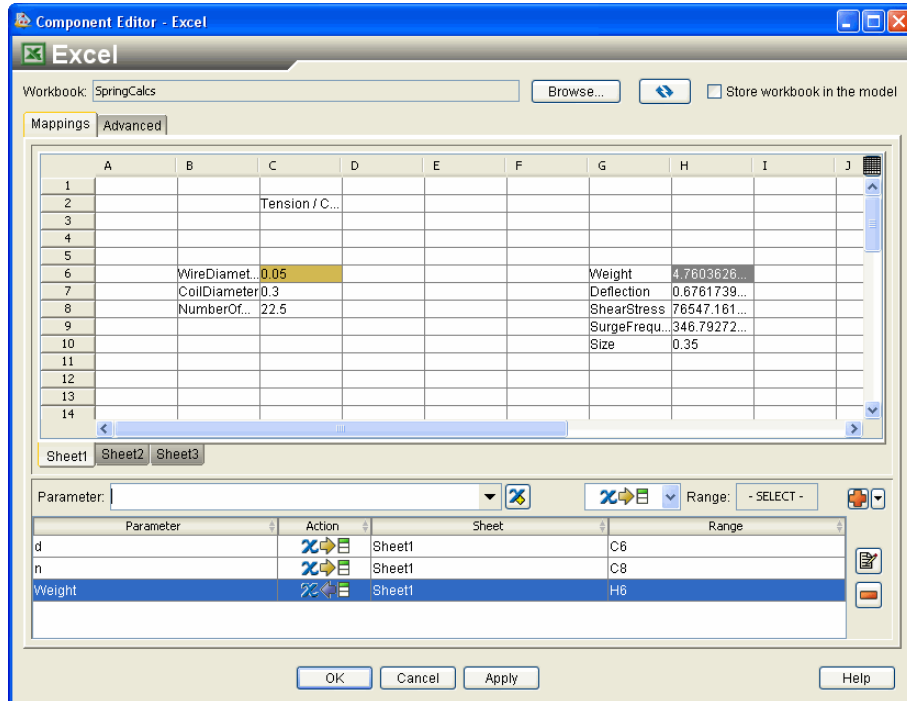 Component Editor - Excel
Excel
Workbook: SpringCalcs Browse... Store workbook in the model
Mappings Advanced
A B C D E F G H I J
1
2 Tension / C...
3
4
5
6 WireDiamet... 0.05 Weight 4.7603626...
7 CoilDiameter 0.3 Deflection 0.6761739...
8 NumberOf... 22.5 ShearStress 76547.161...
9 SurgeFrequ... 346.79272...
10 Size 0.35
11
12
13
14
Sheet1 Sheet2 Sheet3
Parameter: Range: - SELECT -
Parameter Action Sheet Range
d Sheet1 C6
n Sheet1 C8
Weight Sheet1 H6
OK Cancel Apply Help